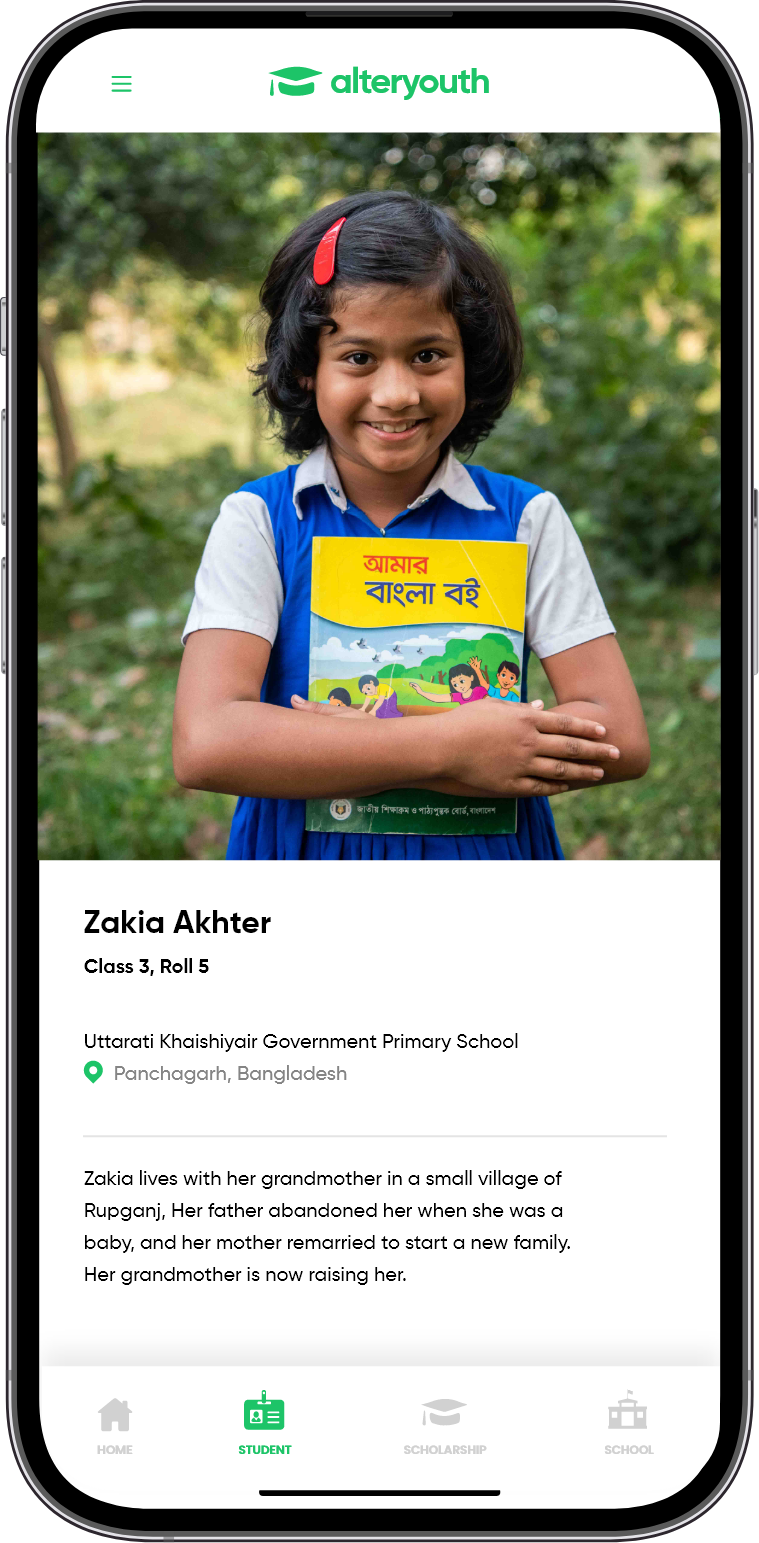 alteryouth
আমার
বাংলা বই
জাতীয় শিক্ষাক্রম ও পাঠ্যপুস্তক বোর্ড, বাংলাদেশ
Zakia Akhter
Class 3, Roll 5
Uttarati Khaishiyair Government Primary School
Panchagarh, Bangladesh
Zakia lives with her grandmother in a small village of
Rupganj, Her father abandoned her when she was a
baby, and her mother remarried to start a new family.
Her grandmother is now raising her.
HOME STUDENT SCHOLARSHIP SCHOOL